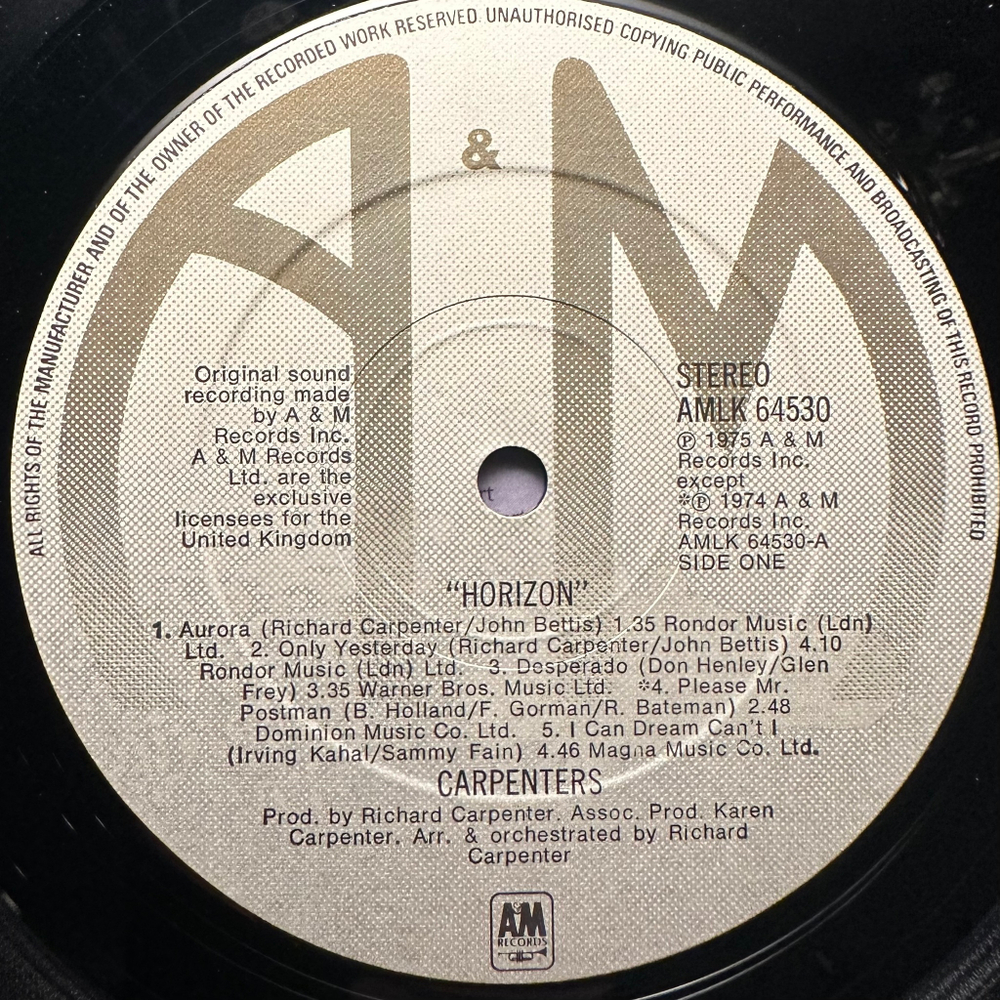 ALL RIGHTS OF THE MANUFACTURER AND OF THE OWNER OF THE RECORDED WORK RESERVED. UNAUTHORISED COPYING PUBLIC PERFORMANCE AND BROADCASTING OF THIS RECORD PROHIBITED
A & M
Original sound
recording made
by A & M
Records Inc.
A & M Records
Ltd. are the
exclusive
licensees for the
United Kingdom
STEREO
AMLK 64530
℗ 1975 A & M
Records Inc.
except
*℗ 1974 A & M
Records Inc.
AMLK 64530-A
SIDE ONE
rt
“HORIZON”
1. Aurora (Richard Carpenter/John Bettis) 1.35 Rondor Music (Ldn)
Ltd. 2. Only Yesterday (Richard Carpenter/John Bettis) 4.10
Rondor Music (Ldn) Ltd. 3. Desperado (Don Henley/Glen
Frey) 3.35 Warner Bros. Music Ltd. *4. Please Mr.
Postman (B. Holland/F. Gorman/R. Bateman) 2.48
Dominion Music Co. Ltd. 5. I Can Dream Can't I
(Irving Kahal/Sammy Fain) 4.46 Magna Music Co. Ltd.
CARPENTERS
Prod. by Richard Carpenter. Assoc. Prod. Karen
Carpenter. Arr. & orchestrated by Richard
Carpenter
A&M
RECORDS